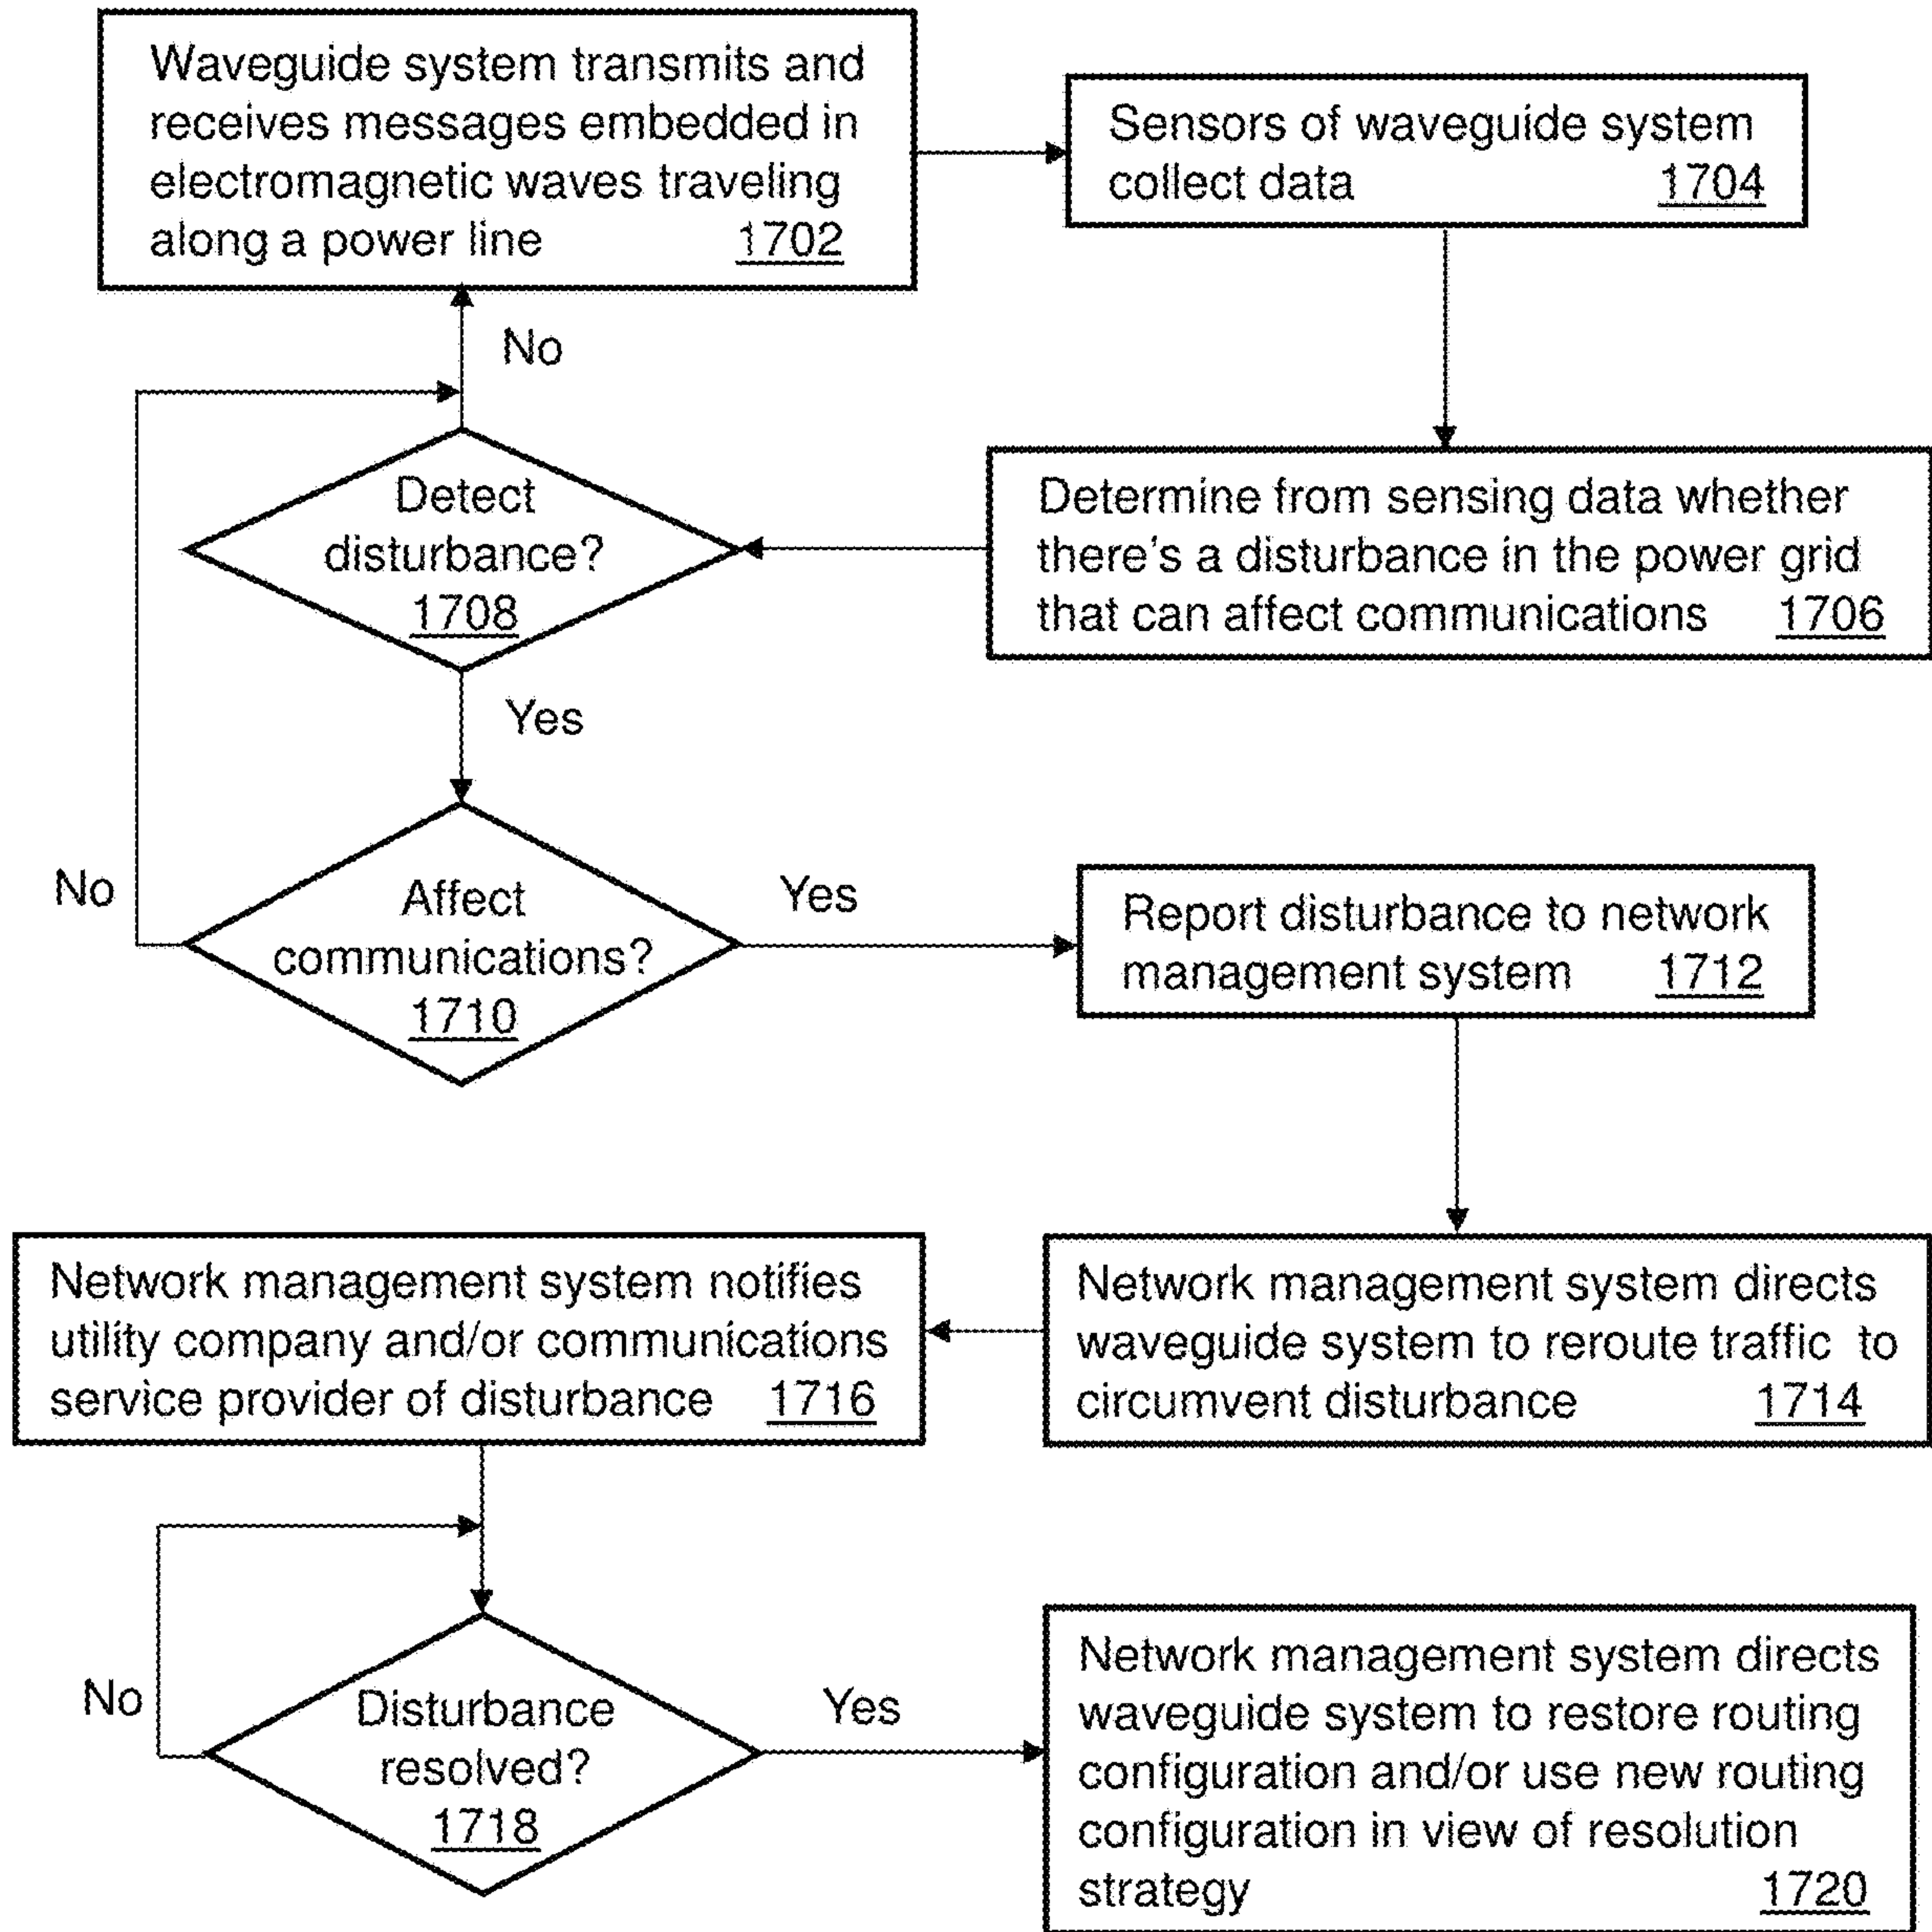 Waveguide system transmits and
receives messages embedded in
electromagnetic waves traveling
along a power line 1702
Sensors of waveguide system
collect data 1704
No
Detect
disturbance?
1708
Determine from sensing data whether
there's a disturbance in the power grid
that can affect communications 1706
Yes
No
Affect
communications?
1710
Yes
Report disturbance to network
management system 1712
Network management system notifies
utility company and/or communications
service provider of disturbance 1716
Network management system directs
waveguide system to reroute traffic to
circumvent disturbance 1714
No
Disturbance
resolved?
1718
Yes
Network management system directs
waveguide system to restore routing
configuration and/or use new routing
configuration in view of resolution
strategy 1720